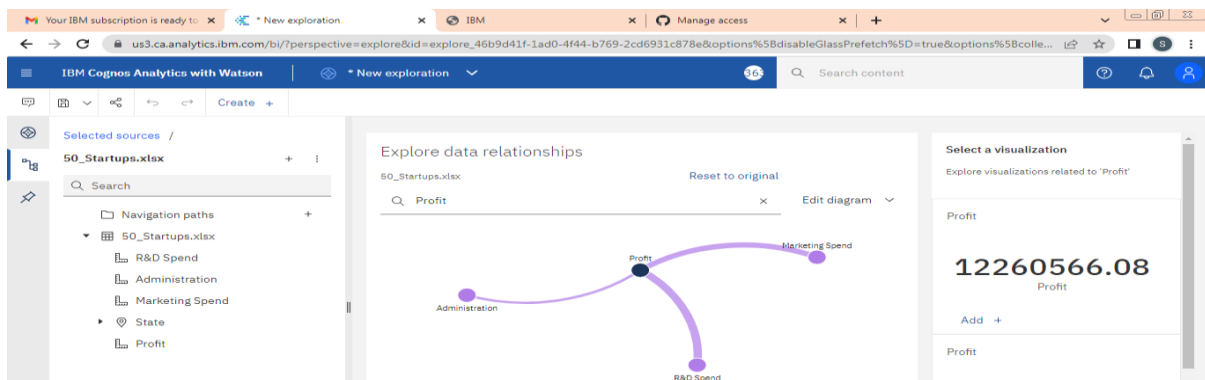 Your IBM subscription is ready to
* New exploration
IBM
Manage access
us3.ca.analytics.ibm.com/bi/?perspective=explore&id=explore_46b9d41f-1ad0-4f44-b769-2cd6931c878e&options%5BdisableGlassPrefetch%5D=true&options%5Bcolle...
S
IBM Cognos Analytics with Watson
* New exploration
363
Search content
Create +
Selected sources /
50_Startups.xlsx
Search
Navigation paths
50_Startups.xlsx
R&D Spend
Administration
Marketing Spend
State
Profit
Explore data relationships
50_Startups.xlsx
Reset to original
Profit
Edit diagram
Profit
Marketing Spend
Administration
R&D Spend
Select a visualization
Explore visualizations related to 'Profit'
Profit
12260566.08
Profit
Add +
Profit